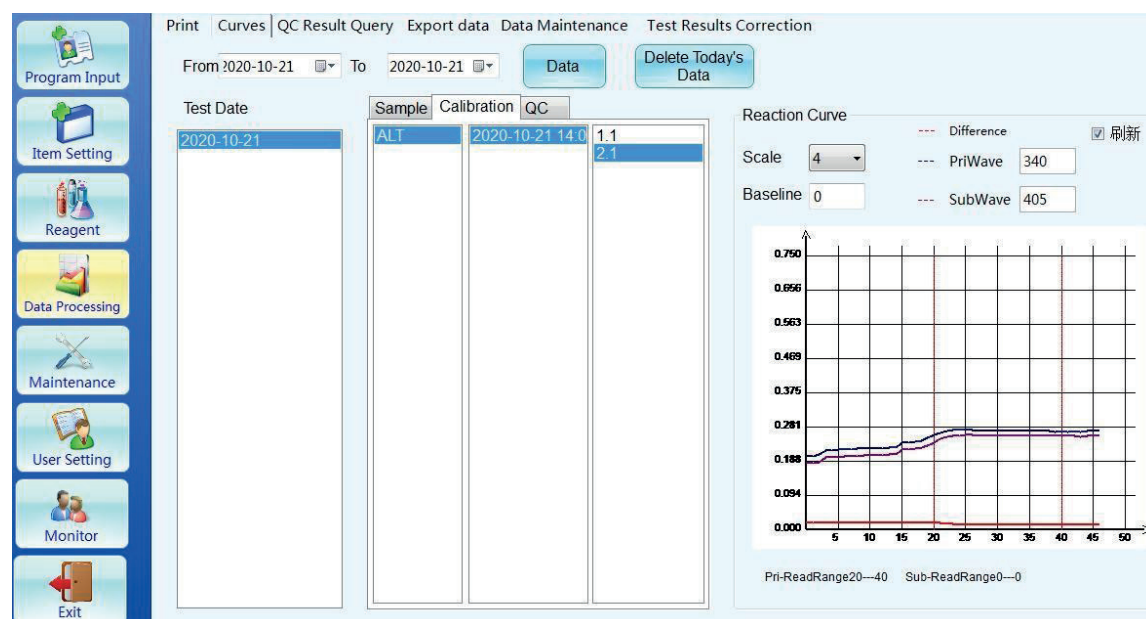 Print Curves QC Result Query Export data Data Maintenance Test Results Correction
From 2020-10-21 To 2020-10-21 Data Delete Today's Data
Program Input
Item Setting
Reagent
Data Processing
Maintenance
User Setting
Monitor
Exit
Test Date
2020-10-21
Sample Calibration QC
ALT 2020-10-21 14:0 1.1
2.1
Reaction Curve
--- Difference 刷新
Scale 4 --- PriWave 340
Baseline 0 --- SubWave 405
0.750
0.656
0.563
0.469
0.375
0.281
0.188
0.094
0.000
5 10 15 20 25 30 35 40 45 50
Pri-ReadRange20---40 Sub-ReadRange0---0